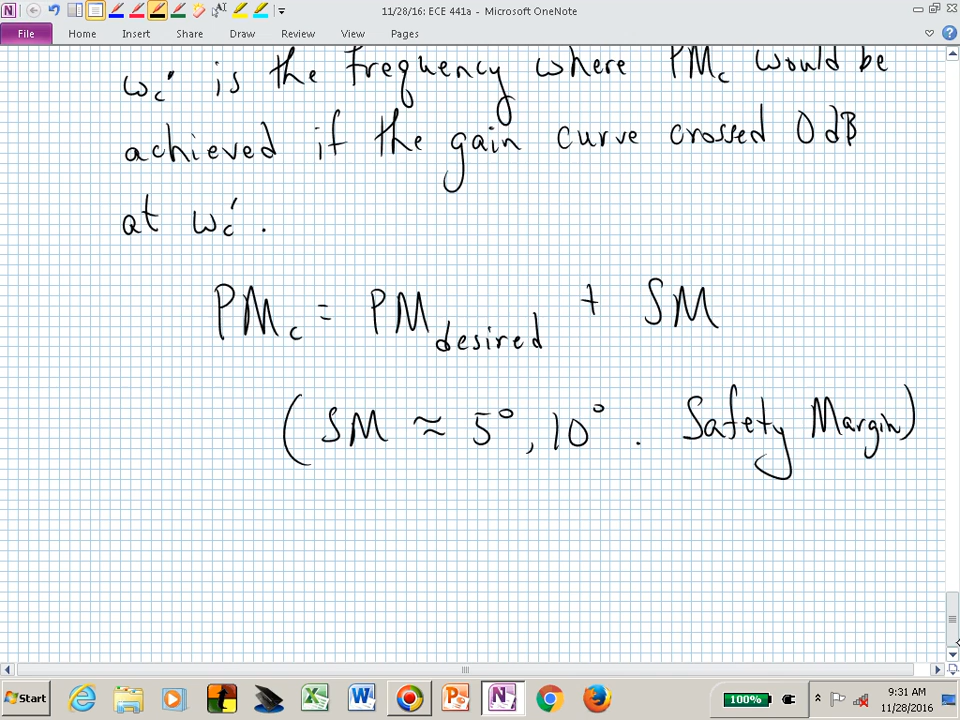 11/28/16: ECE 441a - Microsoft OneNote
File Home Insert Share Draw Review View Pages
ωc' is the frequency where PMc would be
achieved if the gain curve crossed 0 dB
at ωc'.
PMc = PMdesired + SM
(SM ≈ 5°, 10°. Safety Margin)
Start
100%
9:31 AM
11/28/2016